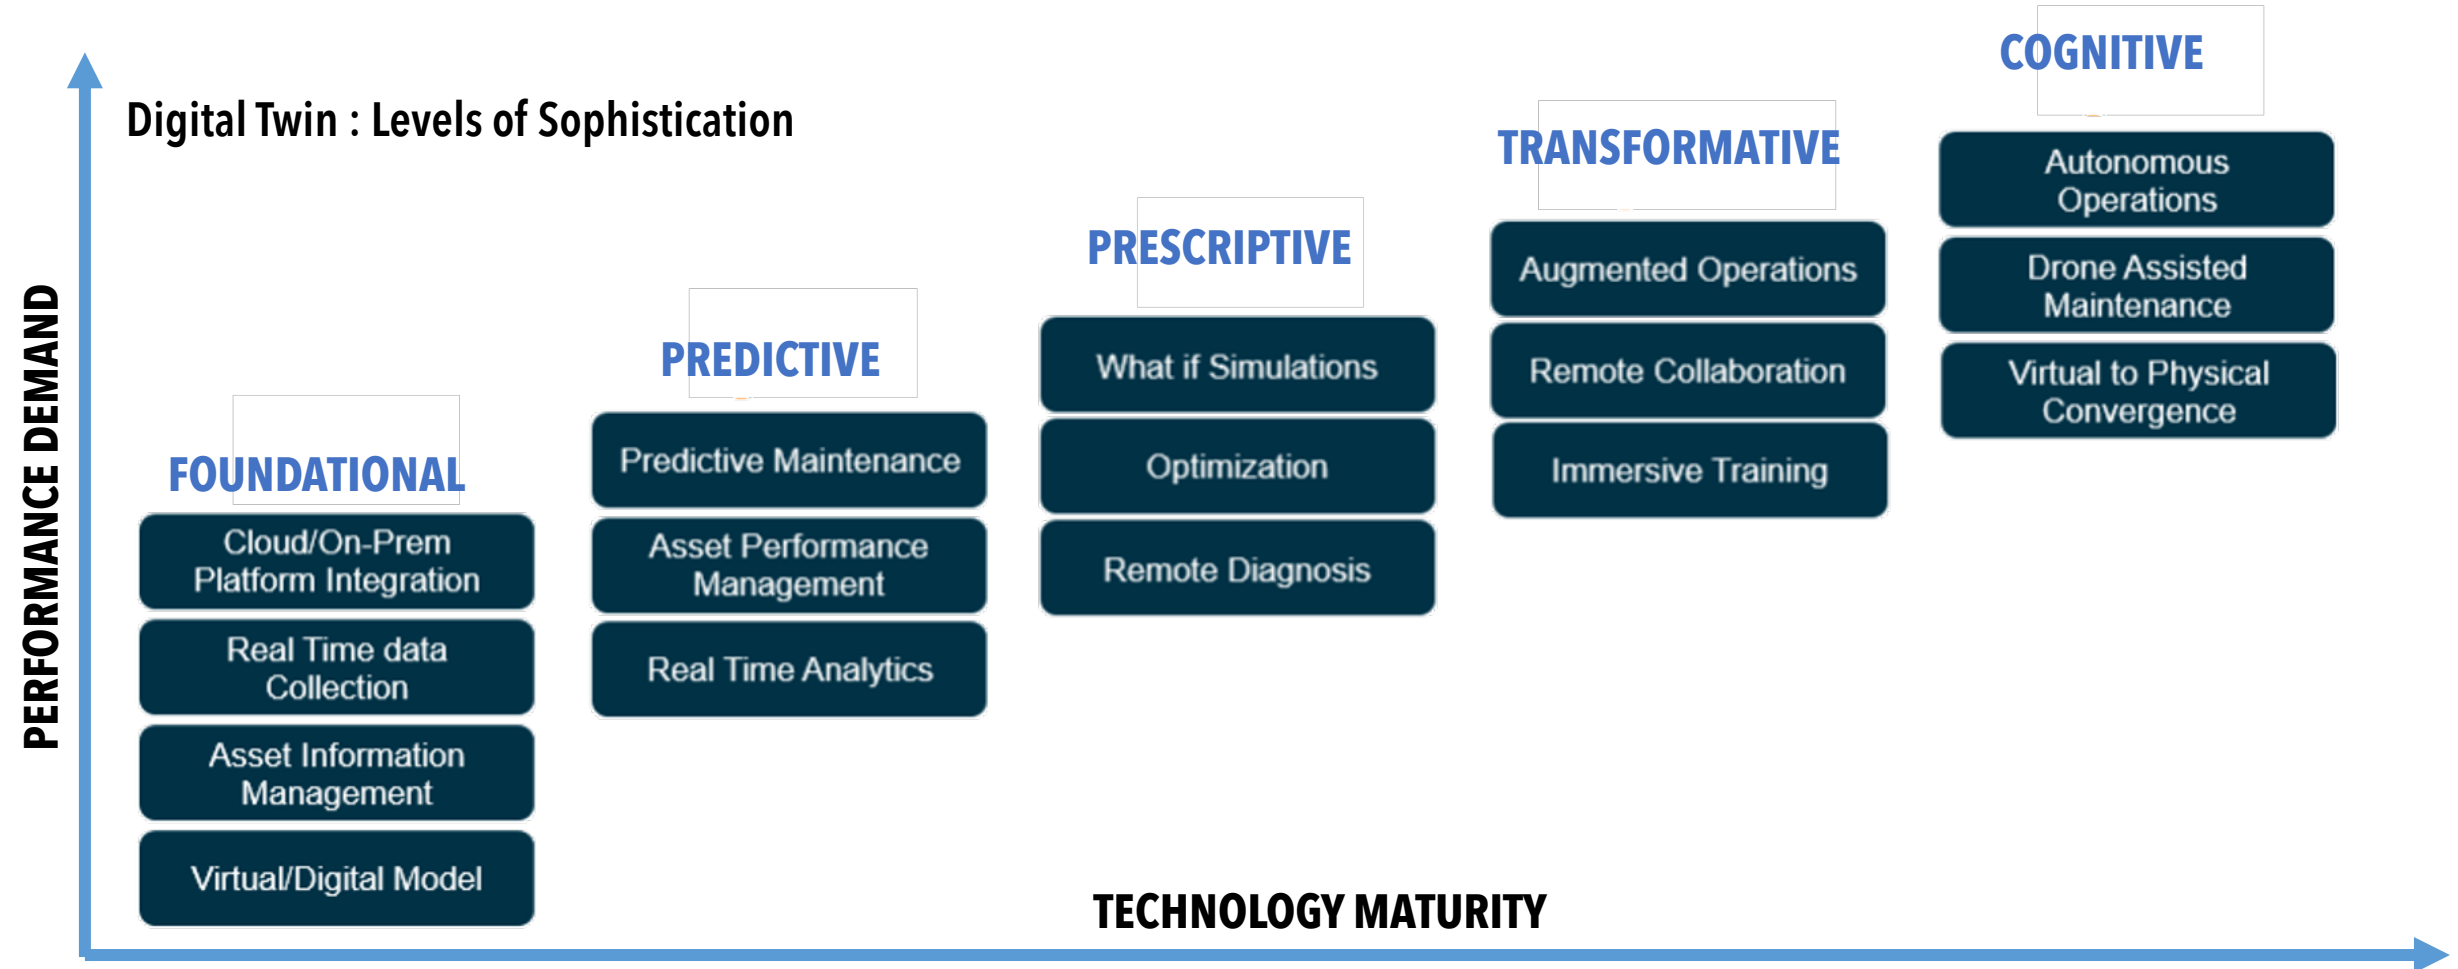 Digital Twin : Levels of Sophistication
PERFORMANCE DEMAND
FOUNDATIONAL
Cloud/On-Prem
Platform Integration
Real Time data
Collection
Asset Information
Management
Virtual/Digital Model
PREDICTIVE
Predictive Maintenance
Asset Performance
Management
Real Time Analytics
PRESCRIPTIVE
What if Simulations
Optimization
Remote Diagnosis
TRANSFORMATIVE
Augmented Operations
Remote Collaboration
Immersive Training
COGNITIVE
Autonomous
Operations
Drone Assisted
Maintenance
Virtual to Physical
Convergence
TECHNOLOGY MATURITY